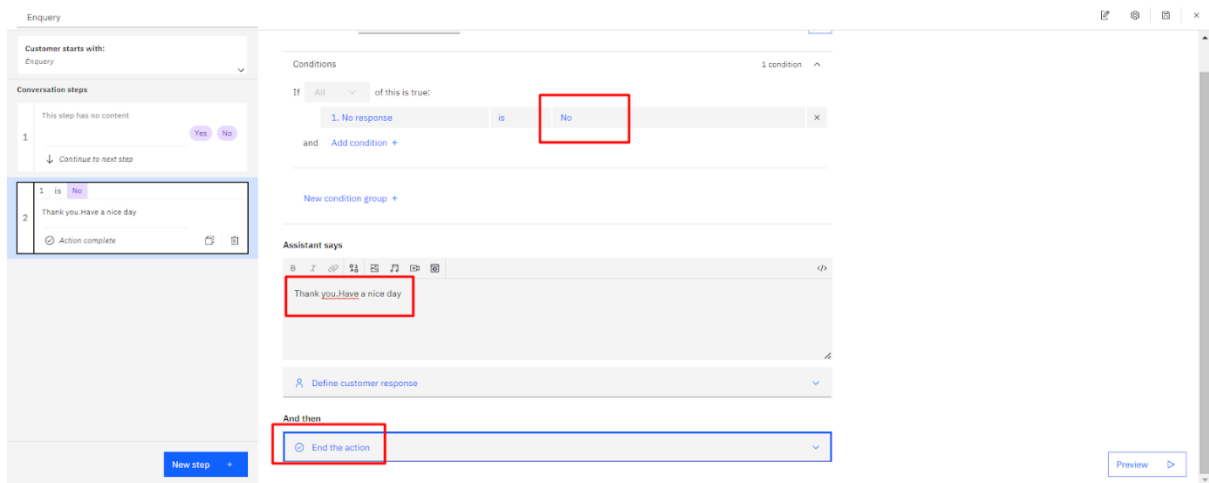 Enquery
Customer starts with:
Enquery
Conversation steps
This step has no content
1
Yes No
Continue to next step
1 is No
2
Thank you.Have a nice day
Action complete
New step +
Conditions
1 condition
If All of this is true:
1. No response is No
and Add condition +
New condition group +
Assistant says
B I </>
Thank you.Have a nice day
Define customer response
And then
End the action
Preview